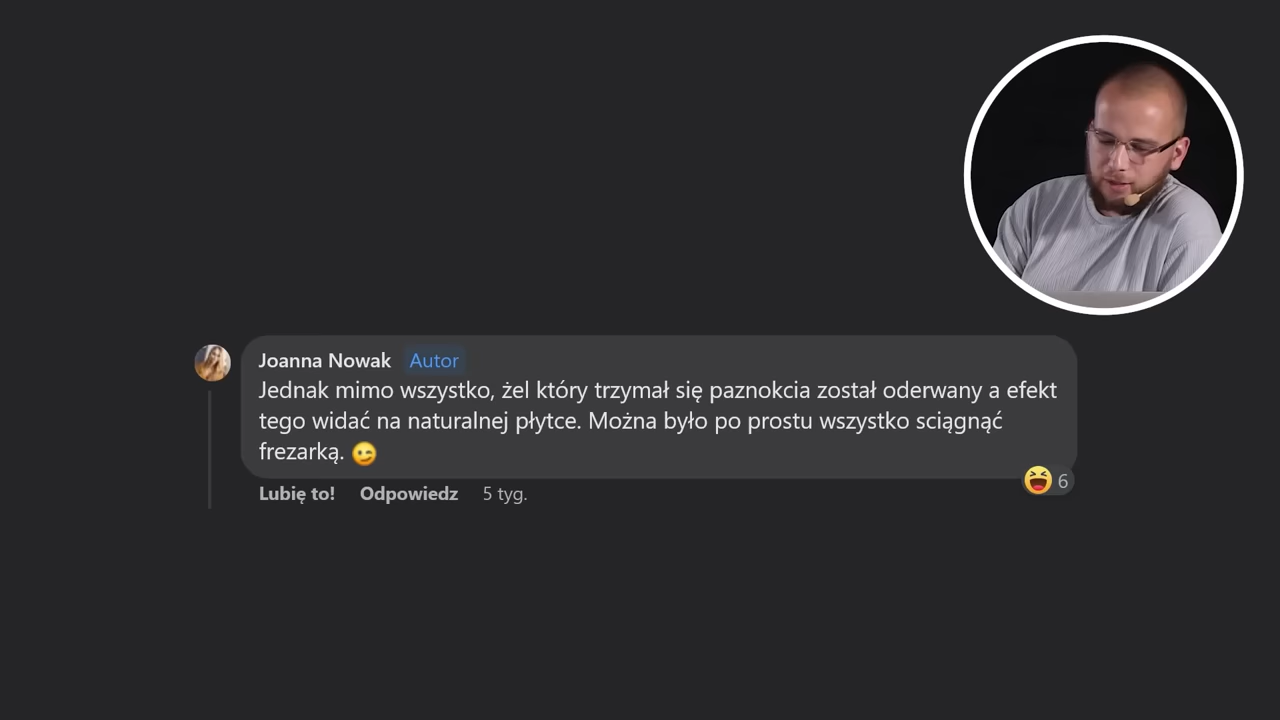 Joanna Nowak Autor
Jednak mimo wszystko, żel który trzymał się paznokcia został oderwany a efekt
tego widać na naturalnej płytce. Można było po prostu wszystko sciągnąć
frezarką. 😉
6
Lubię to! Odpowiedz 5 tyg.